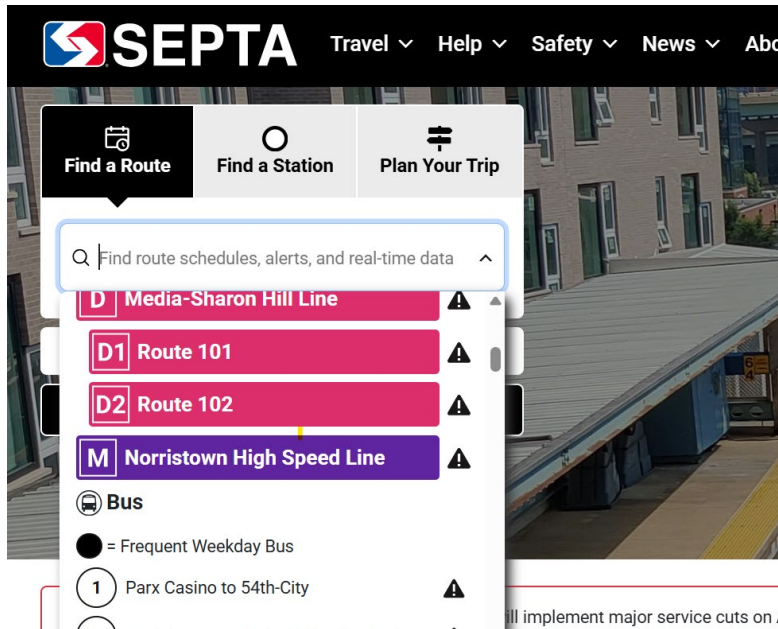 SEPTA
Travel Help Safety News Abo
Find a Route
Find a Station
Plan Your Trip
Find route schedules, alerts, and real-time data
D Media-Sharon Hill Line
D1 Route 101
D2 Route 102
M Norristown High Speed Line
Bus
= Frequent Weekday Bus
1 Parx Casino to 54th-City
ill implement major service cuts on
6
4